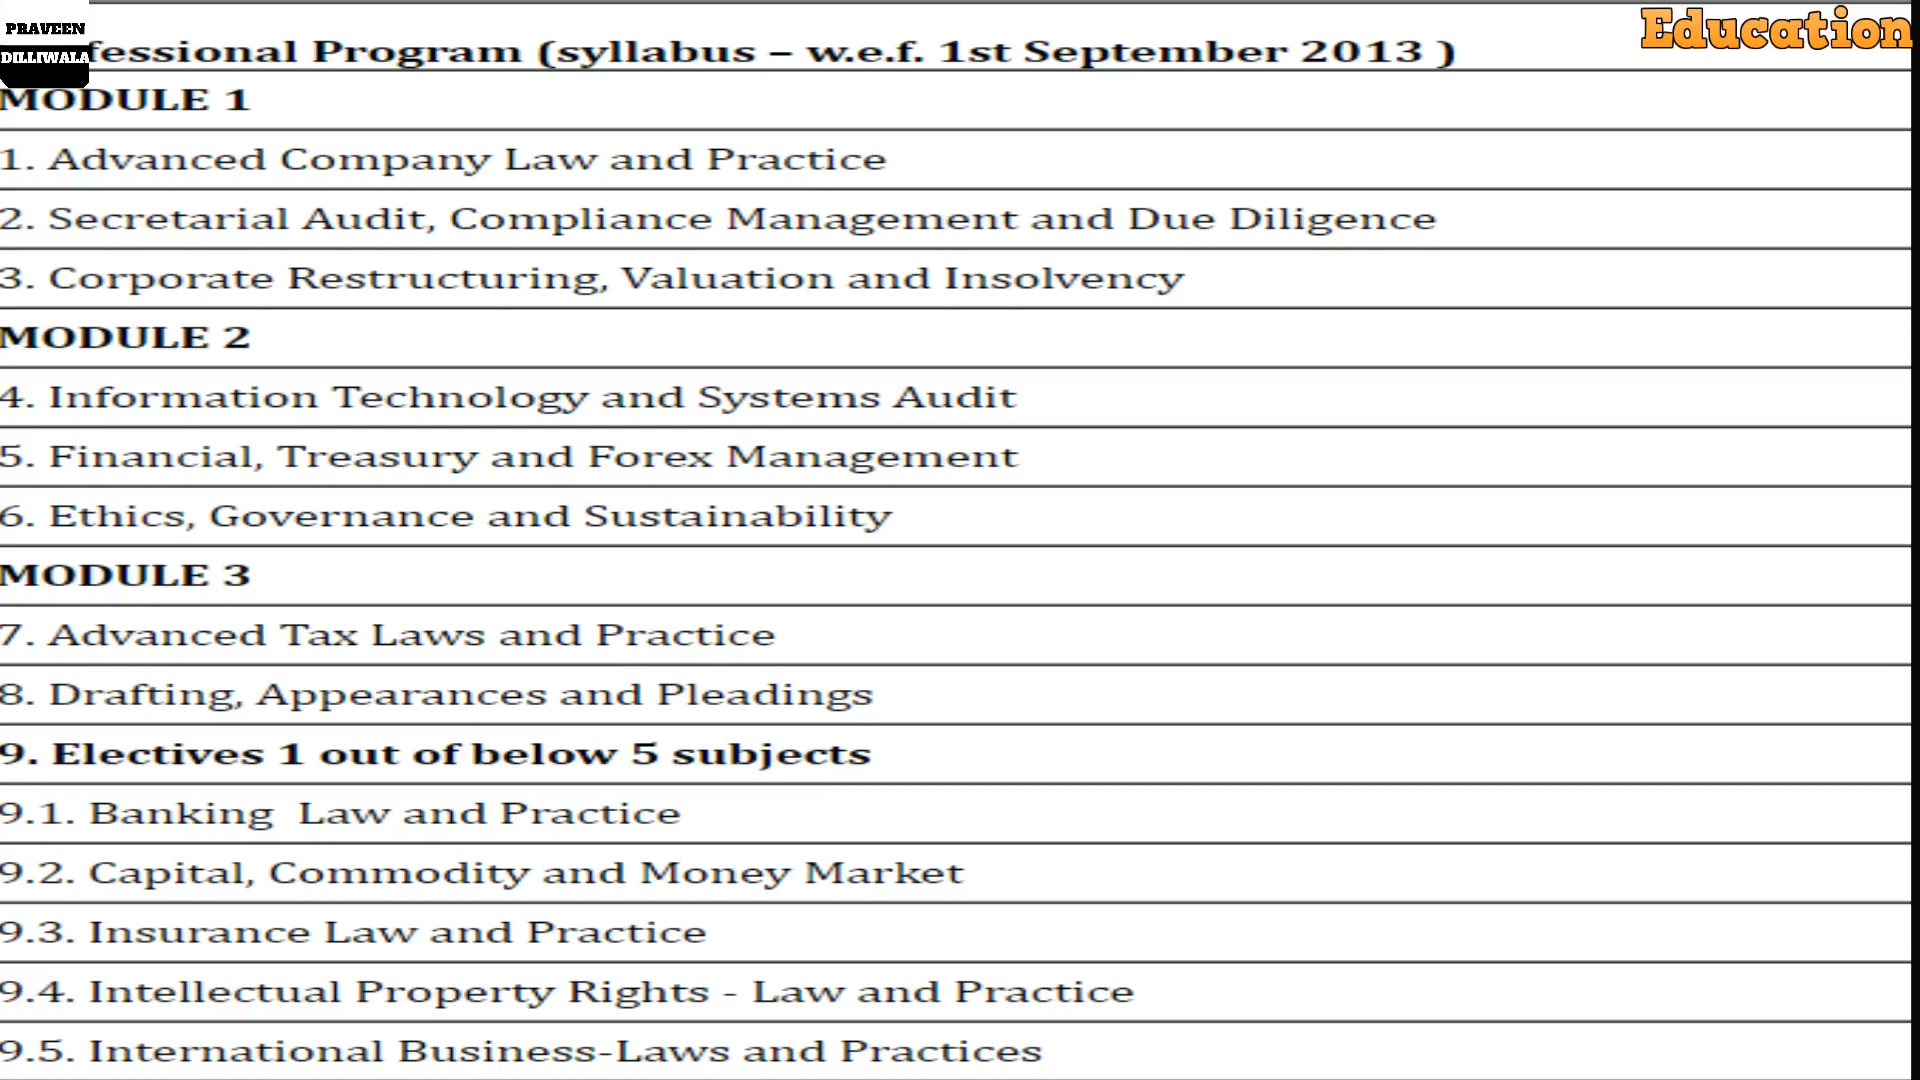 PRAVEEN
DILLIWALA
Education
fessional Program (syllabus – w.e.f. 1st September 2013 )
MODULE 1
1. Advanced Company Law and Practice
2. Secretarial Audit, Compliance Management and Due Diligence
3. Corporate Restructuring, Valuation and Insolvency
MODULE 2
4. Information Technology and Systems Audit
5. Financial, Treasury and Forex Management
6. Ethics, Governance and Sustainability
MODULE 3
7. Advanced Tax Laws and Practice
8. Drafting, Appearances and Pleadings
9. Electives 1 out of below 5 subjects
9.1. Banking  Law and Practice
9.2. Capital, Commodity and Money Market
9.3. Insurance Law and Practice
9.4. Intellectual Property Rights - Law and Practice
9.5. International Business-Laws and Practices